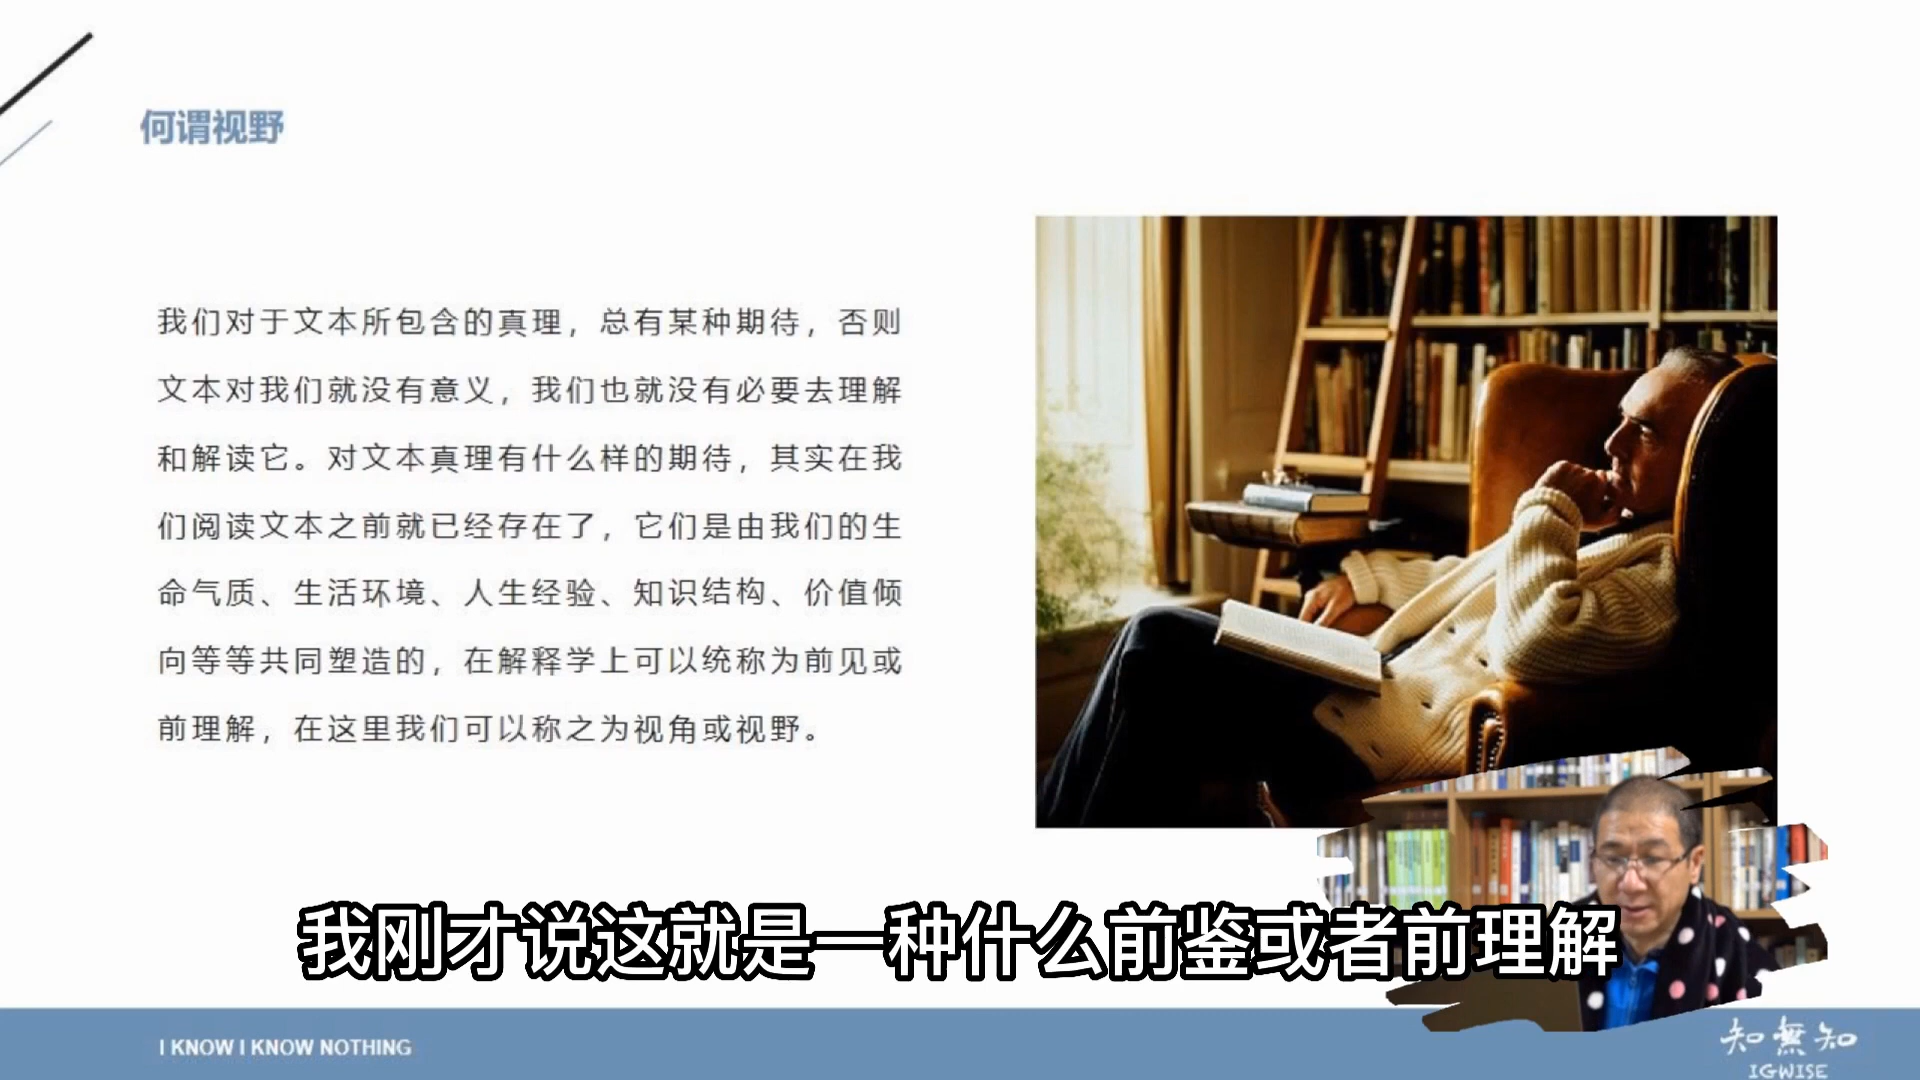 何谓视野
我们对于文本所包含的真理，总有某种期待，否则
文本对我们就没有意义，我们也就没有必要去理解
和解读它。对文本真理有什么样的期待，其实在我
们阅读文本之前就已经存在了，它们是由我们的生
命气质、生活环境、人生经验、知识结构、价值倾
向等等共同塑造的，在解释学上可以统称为前见或
前理解，在这里我们可以称之为视角或视野。
我刚才说这就是一种什么前鉴或者前理解
I KNOW I KNOW NOTHING
知無知
IGWISE